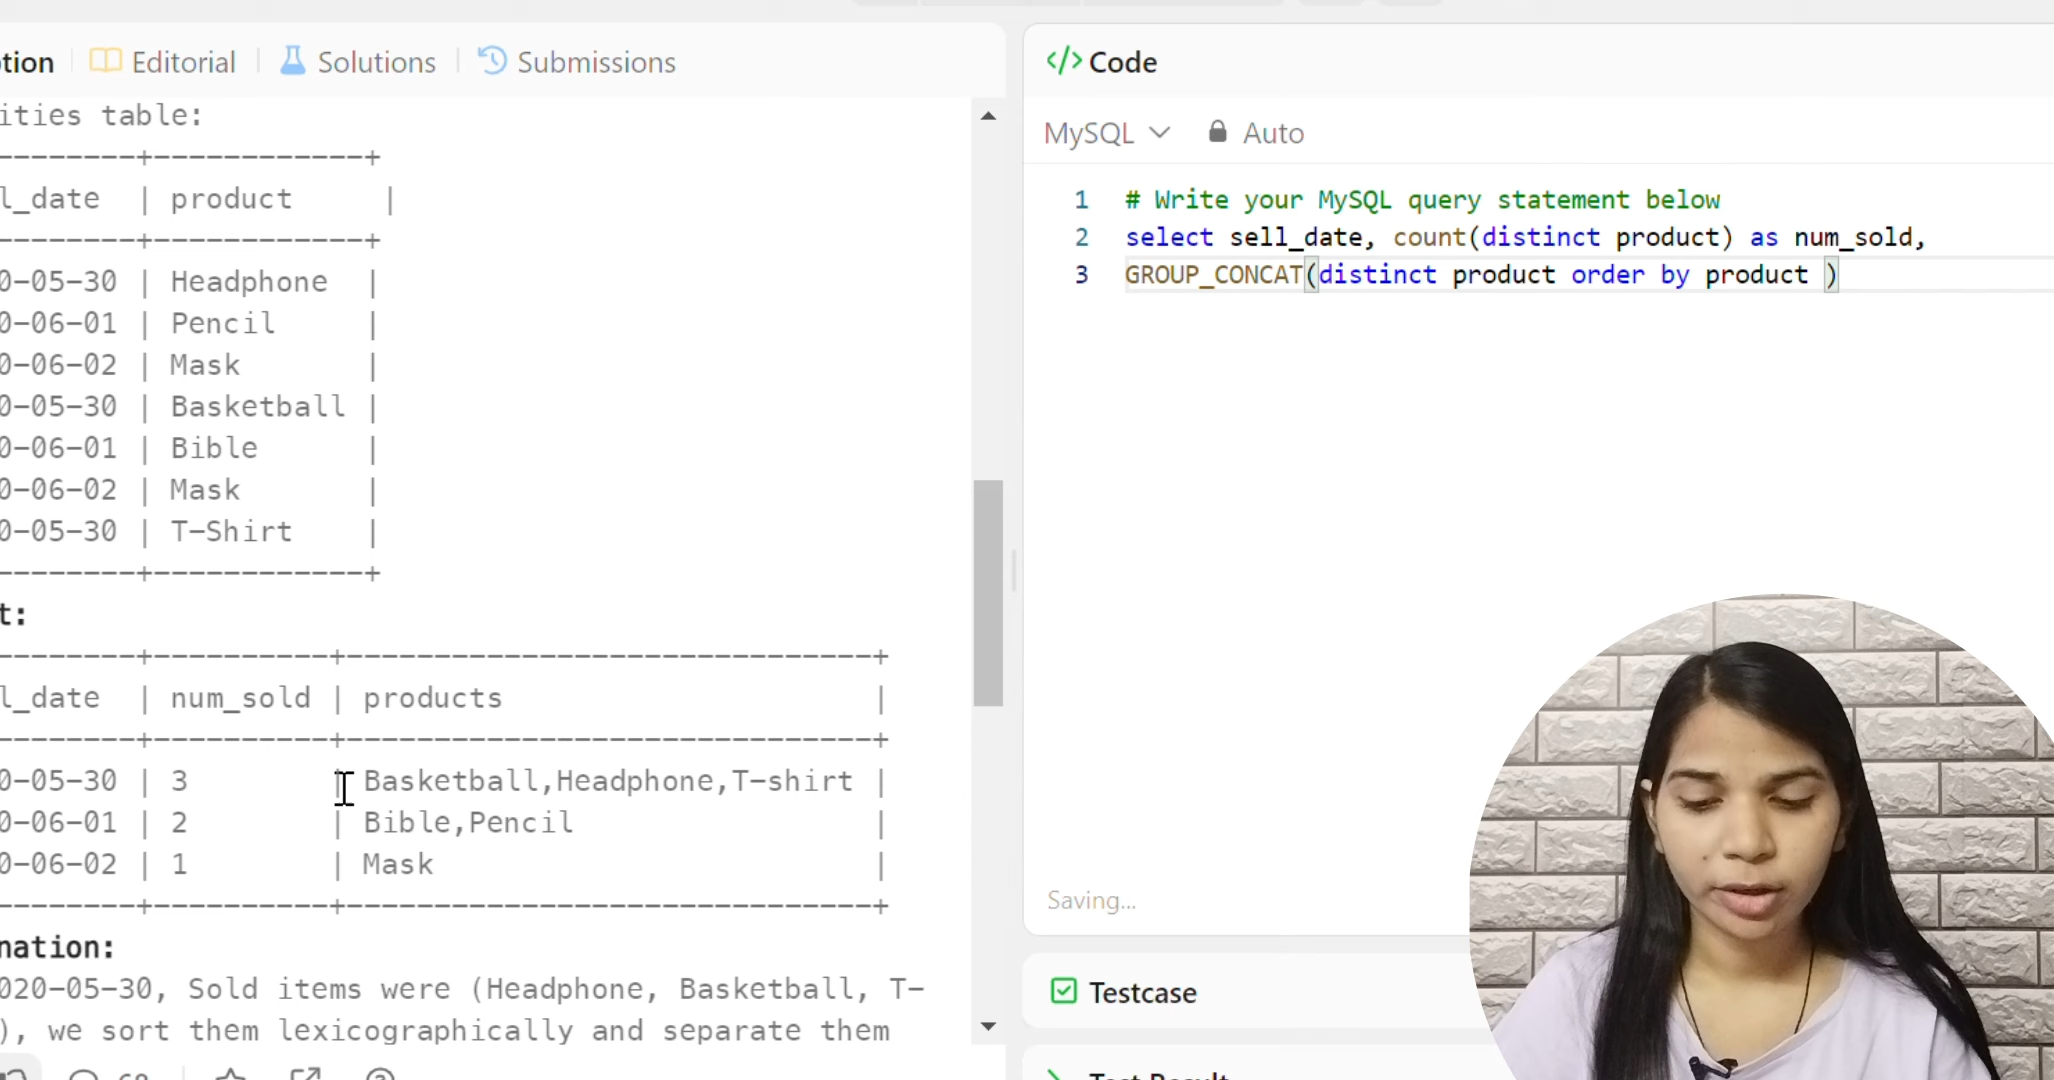 tion Editorial Solutions Submissions
ities table:
--------+------------+
l_date | product |
--------+------------+
0-05-30 | Headphone |
0-06-01 | Pencil |
0-06-02 | Mask |
0-05-30 | Basketball |
0-06-01 | Bible |
0-06-02 | Mask |
0-05-30 | T-Shirt |
--------+------------+
t:
--------+----------+------------------------------+
l_date | num_sold | products |
--------+----------+------------------------------+
0-05-30 | 3 | Basketball,Headphone,T-shirt |
0-06-01 | 2 | Bible,Pencil |
0-06-02 | 1 | Mask |
--------+----------+------------------------------+
nation:
020-05-30, Sold items were (Headphone, Basketball, T-
), we sort them lexicographically and separate them
</> Code
MySQL Auto
1 # Write your MySQL query statement below
2 select sell_date, count(distinct product) as num_sold,
3 GROUP_CONCAT(distinct product order by product )
Saving...
Testcase
Test Result